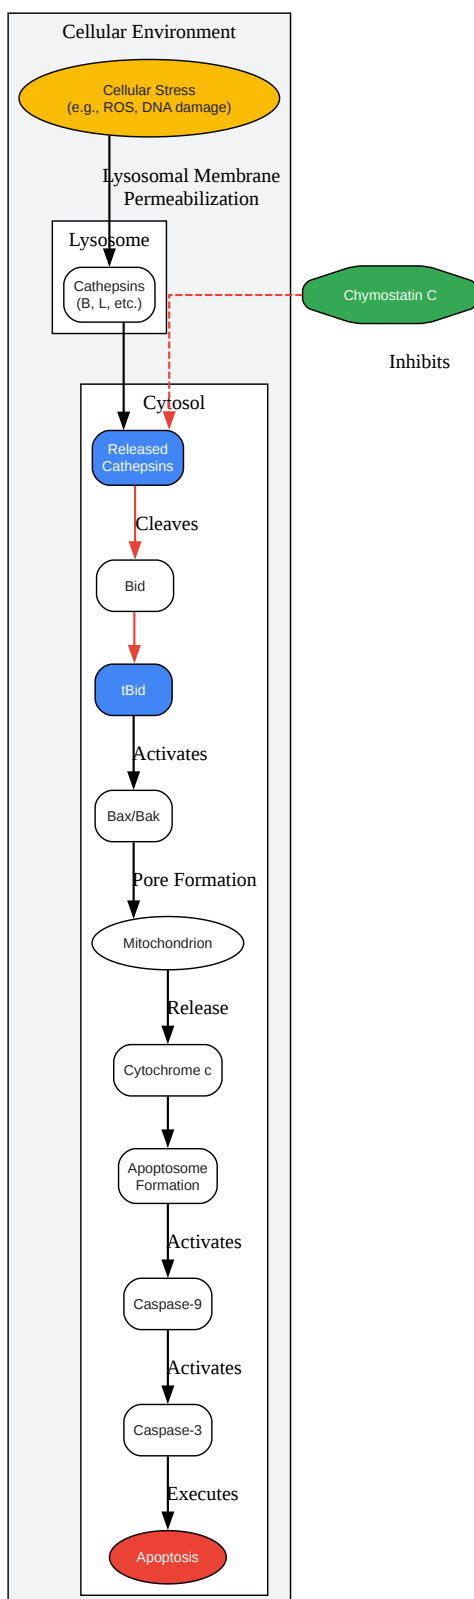 Cellular Environment
Cellular Stress
(e.g., ROS, DNA damage)
Lysosomal Membrane
Permeabilization
Lysosome
Cathepsins
(B, L, etc.)
Chymostatin C
Inhibits
Cytosol
Released
Cathepsins
Cleaves
Bid
tBid
Activates
Bax/Bak
Pore Formation
Mitochondrion
Release
Cytochrome c
Apoptosome
Formation
Activates
Caspase-9
Activates
Caspase-3
Executes
Apoptosis